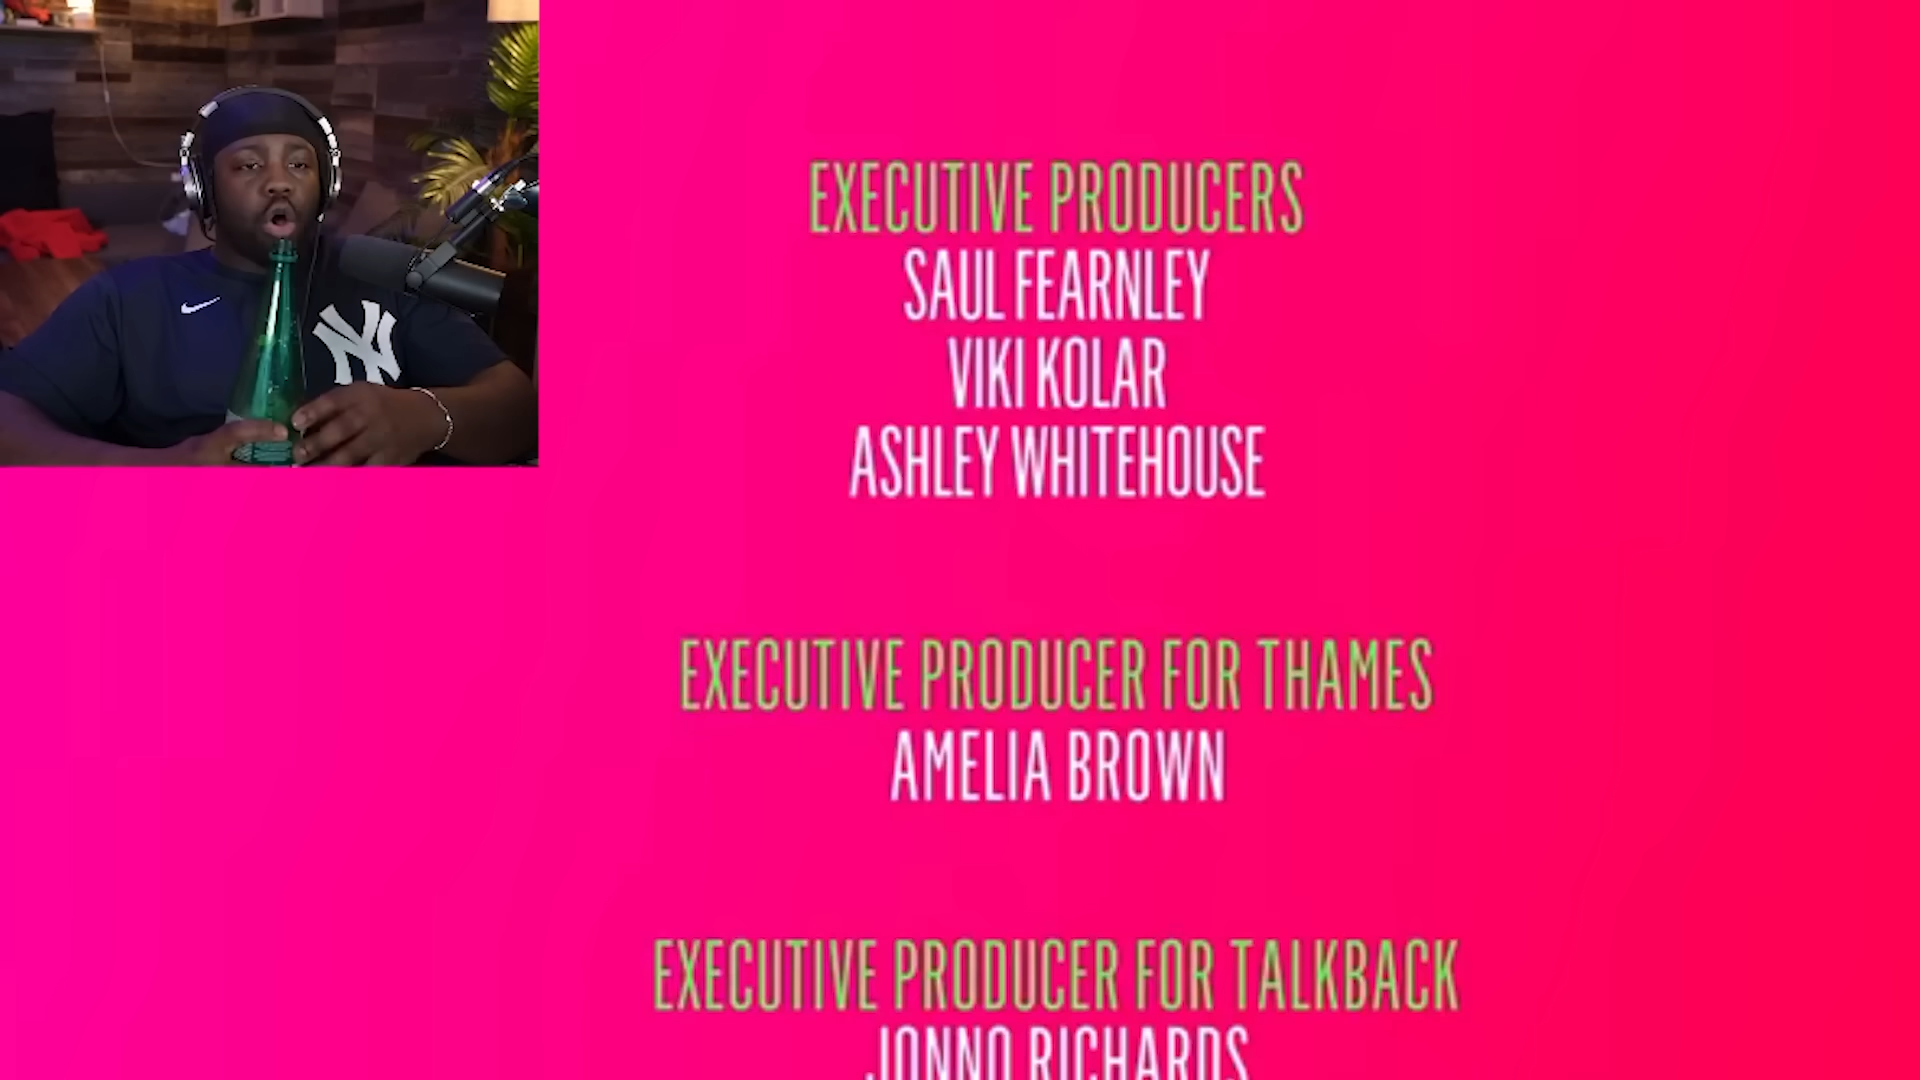 NY
EXECUTIVE PRODUCERS
SAUL FEARNLEY
VIKI KOLAR
ASHLEY WHITEHOUSE
EXECUTIVE PRODUCER FOR THAMES
AMELIA BROWN
EXECUTIVE PRODUCER FOR TALKBACK
JONNO RICHARDS